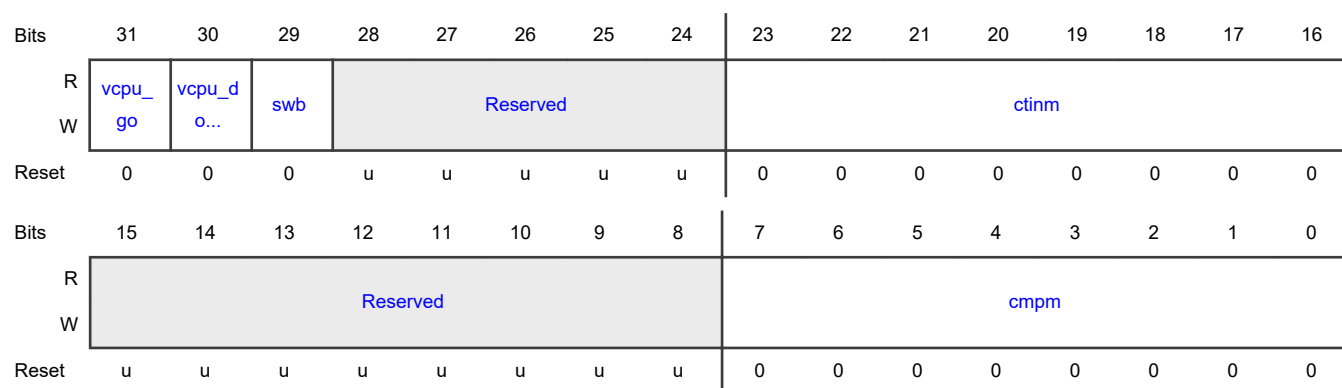 Bits 31 30 29 28 27 26 25 24 23 22 21 20 19 18 17 16
R
vcpu_ vcpu_d
swb Reserved ctinm
go o...
W
Reset 0 0 0 u u u u u 0 0 0 0 0 0 0 0
Bits 15 14 13 12 11 10 9 8 7 6 5 4 3 2 1 0
R
Reserved cmpm
W
Reset u u u u u u u u 0 0 0 0 0 0 0 0